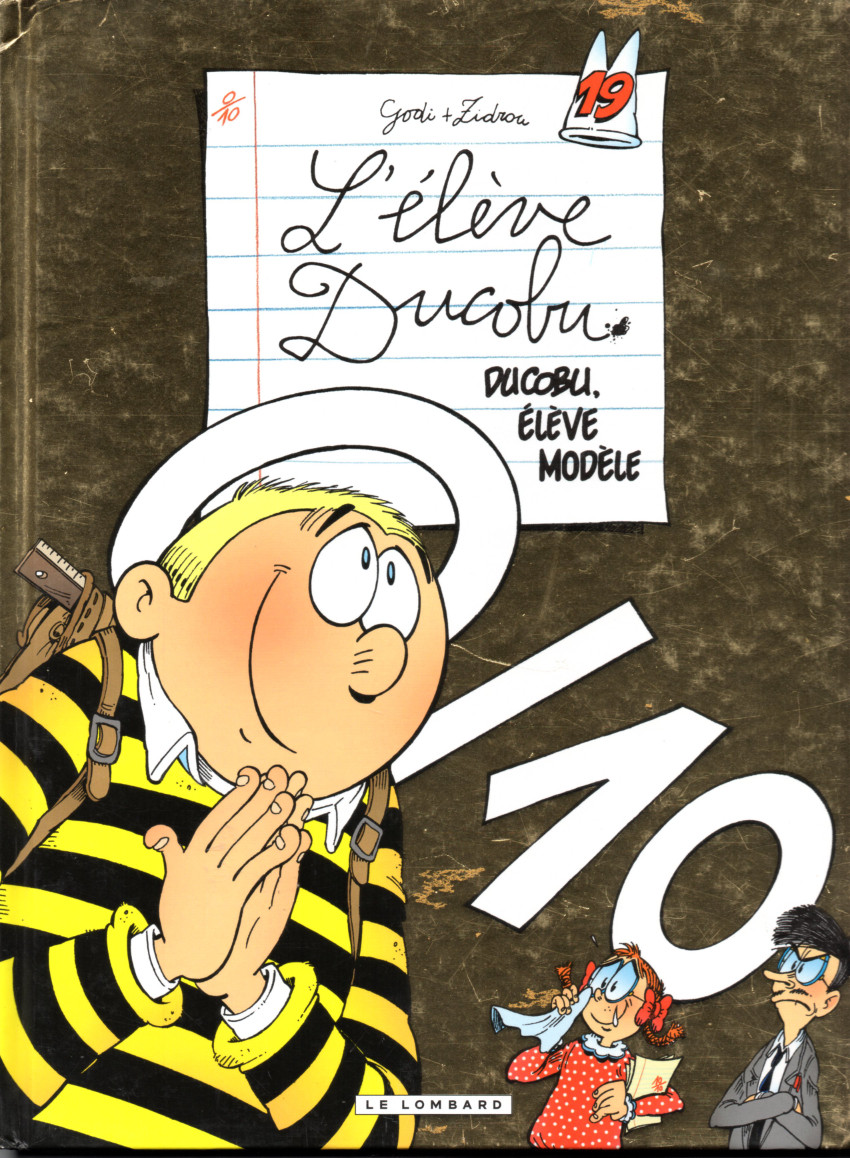 0/10
Godi + Zidrou
19
L'élève
Ducobu.
DUCOBU,
ÉLÈVE
MODÈLE
0/10
LE LOMBARD